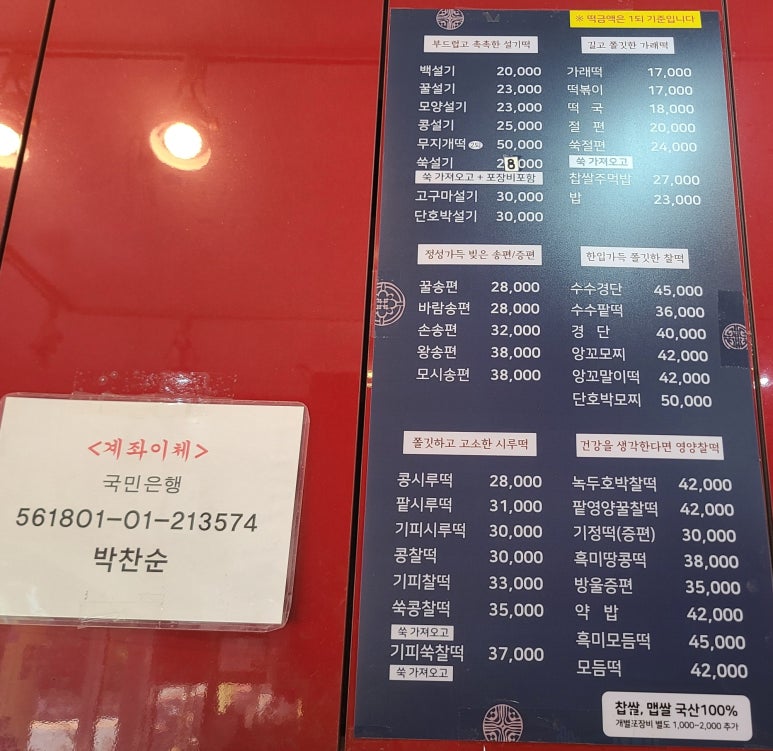 ※ 떡금액은 1되 기준입니다
부드럽고 촉촉한 설기떡
백설기 20,000
꿀설기 23,000
모양설기 23,000
콩설기 25,000
무지개떡 50,000
쑥설기 28,000
쑥 가져오고 + 포장비포함
고구마설기 30,000
단호박설기 30,000
길고 쫄깃한 가래떡
가래떡 17,000
떡볶이 17,000
떡 국 18,000
절 편 20,000
쑥절편 24,000
쑥 가져오고
찹쌀주먹밥 27,000
밥 23,000
정성가득 빚은 송편/증편
꿀송편 28,000
바람송편 28,000
손송편 32,000
왕송편 38,000
모시송편 38,000
한입가득 쫄깃한 찰떡
수수경단 45,000
수수팥떡 36,000
경 단 40,000
앙꼬모찌 42,000
앙꼬말이떡 42,000
단호박모찌 50,000
쫄깃하고 고소한 시루떡
콩시루떡 28,000
팥시루떡 31,000
기피시루떡 30,000
콩찰떡 30,000
기피찰떡 33,000
쑥콩찰떡 35,000
쑥 가져오고
기피쑥찰떡 37,000
쑥 가져오고
건강을 생각한다면 영양찰떡
녹두호박찰떡 42,000
팥영양꿀찰떡 42,000
기정떡(증편) 30,000
흑미땅콩떡 38,000
방울증편 35,000
약 밥 42,000
흑미모듬떡 45,000
모듬떡 42,000
찹쌀, 맵쌀 국산100%
개별포장비 별도 1,000~2,000 추가
<계좌이체>
국민은행
561801-01-213574
박찬순